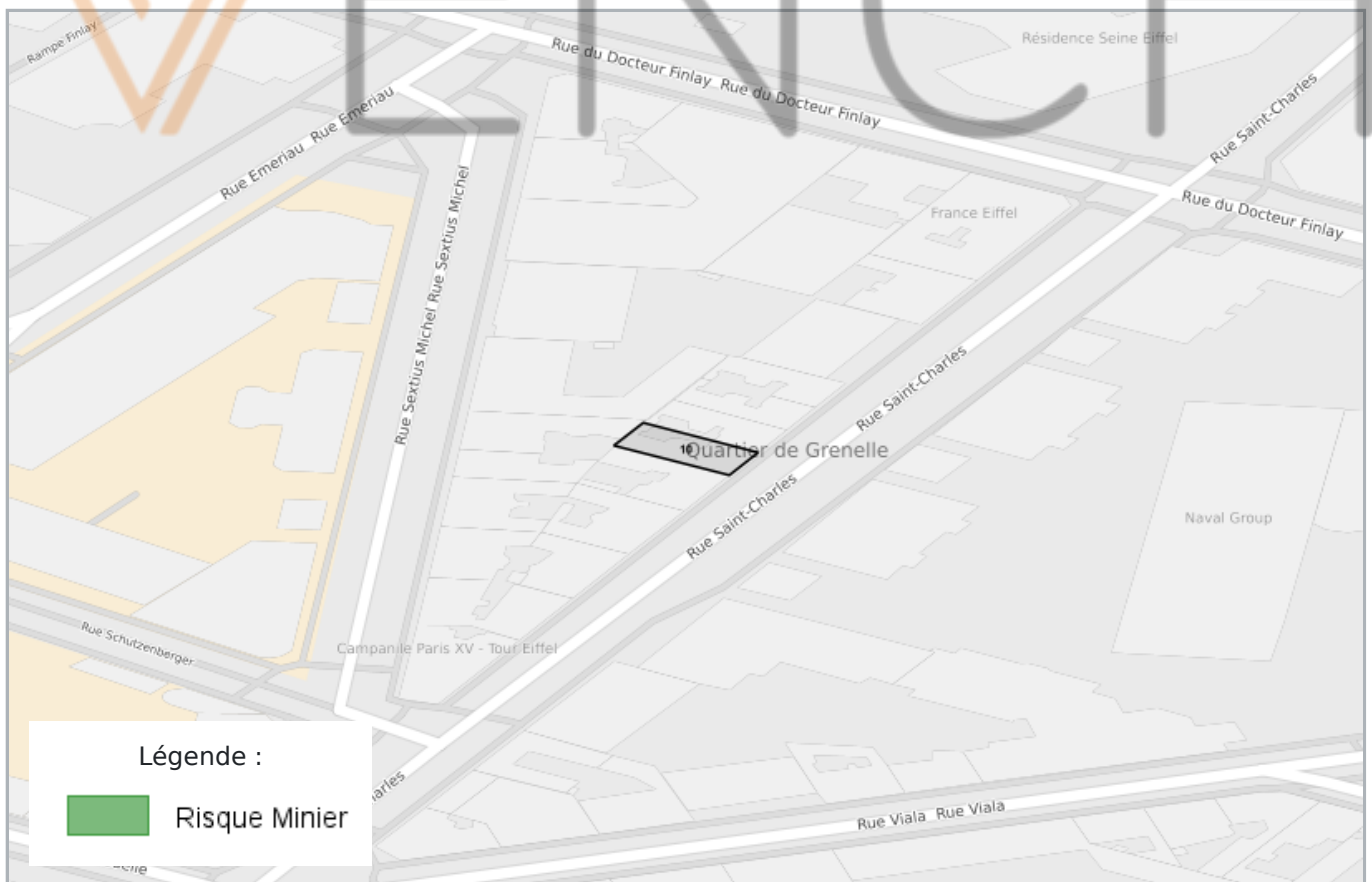 Rampe Finlay
Résidence Seine Eiffel
Rue du Docteur Finlay Rue du Docteur Finlay
Rue Saint-Charles
Rue Emeriau Rue Emeriau
Rue du Docteur Finlay
France Eiffel
Rue Sextius Michel Rue Sextius Michel
Rue Saint-Charles
10
Quartier de Grenelle
Rue Saint-Charles
Naval Group
Rue Schutzenberger
Campanile Paris XV - Tour Eiffel
Légende :
Risque Minier
arles
Rue Viala Rue Viala